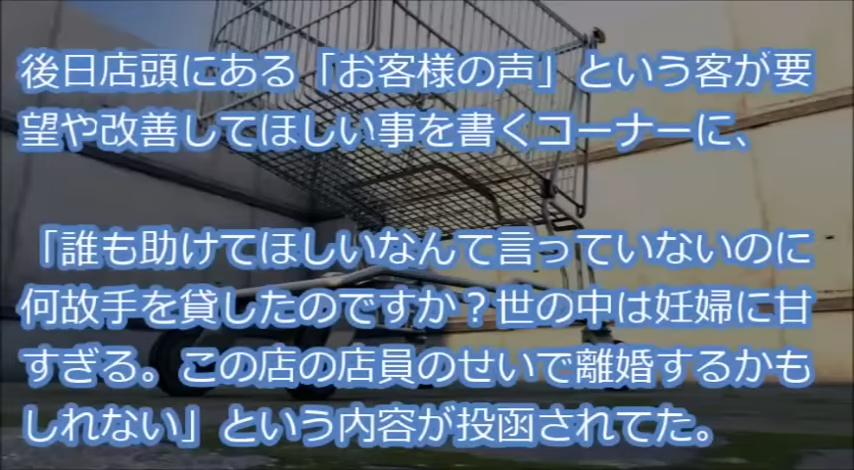 後日店頭にある「お客様の声」という客が要
望や改善してほしい事を書くコーナーに、
「誰も助けてほしいなんて言っていないのに
何故手を貸したのですか？世の中は妊婦に甘
すぎる。この店の店員のせいで離婚するかも
しれない」という内容が投函されてた。